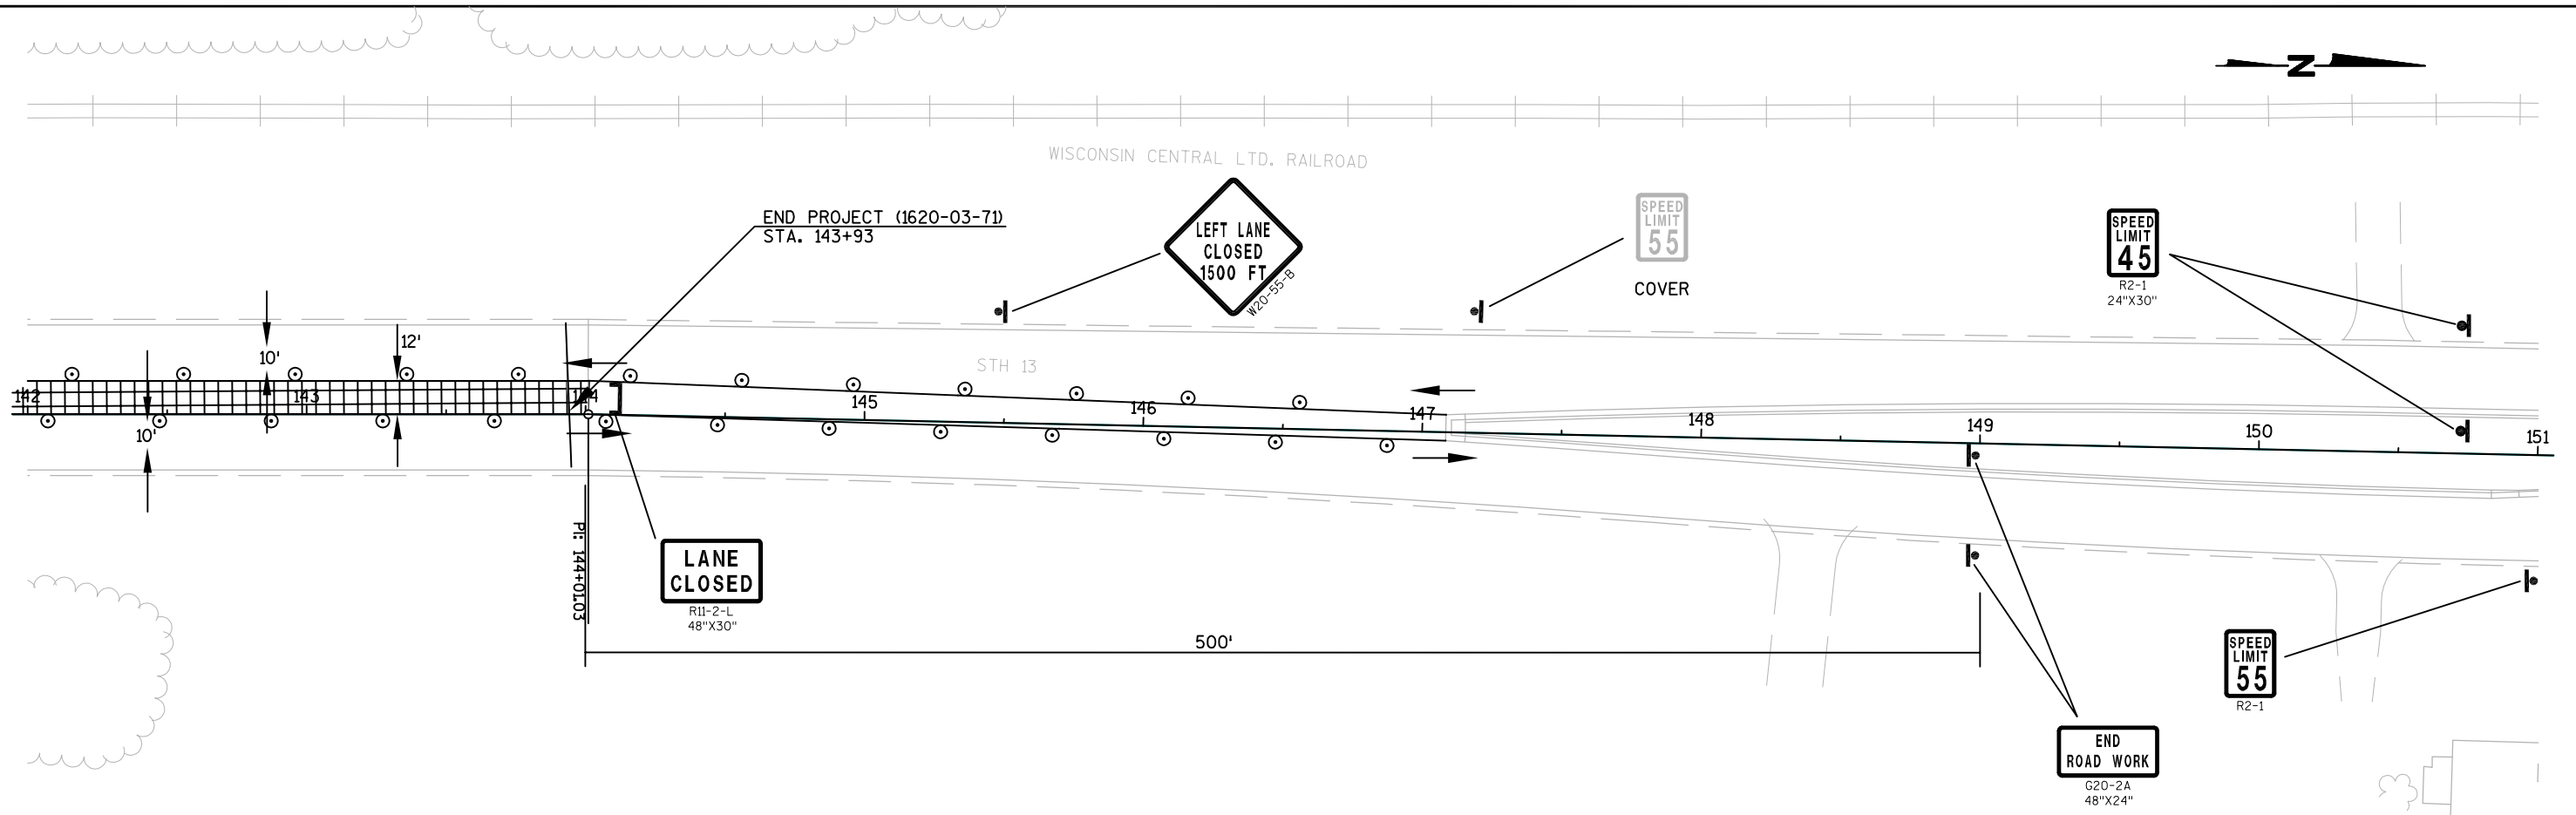 N
WISCONSIN CENTRAL LTD. RAILROAD
END PROJECT (1620-03-71)
STA. 143+93
LEFT LANE
CLOSED
1500 FT
W20-55-B
SPEED
LIMIT
55
COVER
SPEED
LIMIT
45
R2-1
24"X30"
10'
12'
10'
STH 13
142
143
144
145
146
147
148
149
150
151
PI: 144+01.03
LANE
CLOSED
R11-2-L
48"X30"
500'
SPEED
LIMIT
55
R2-1
END
ROAD WORK
G20-2A
48"X24"